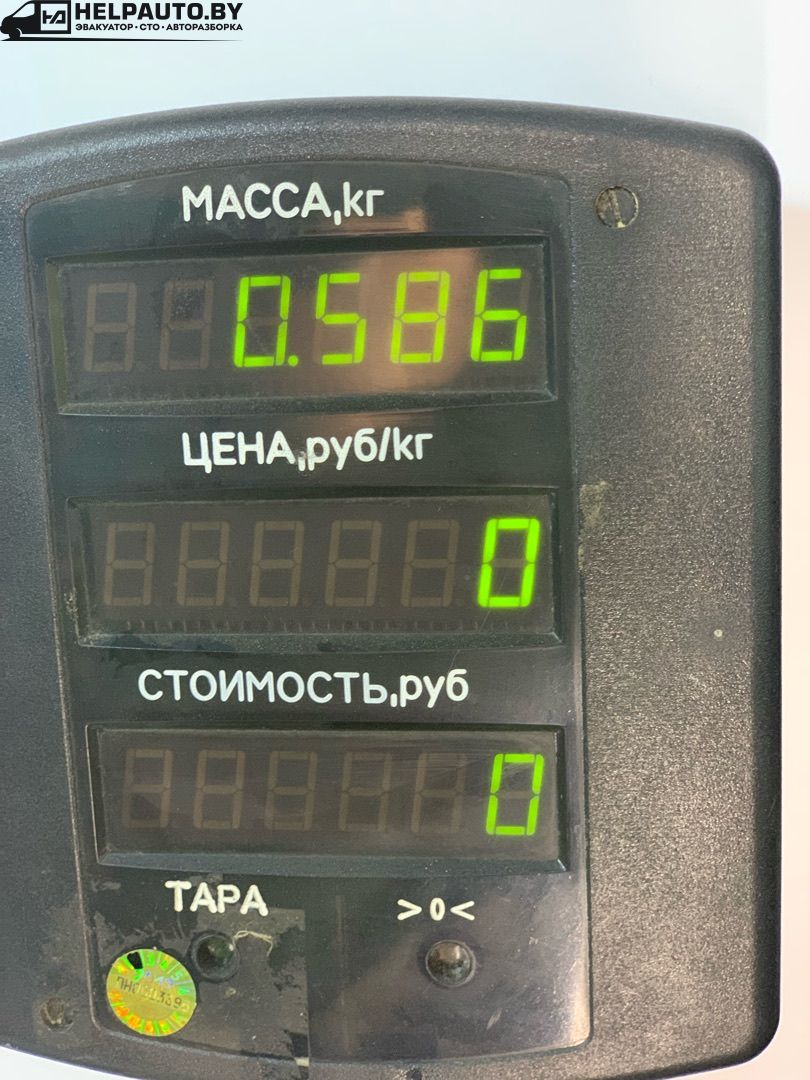 HELPAUTO.BY
ЭВАКУАТОР • СТО • АВТОРАЗБОРКА
МАССА,кг
0.586
ЦЕНА,руб/кг
0
СТОИМОСТЬ,руб
0
ТАРА >0<